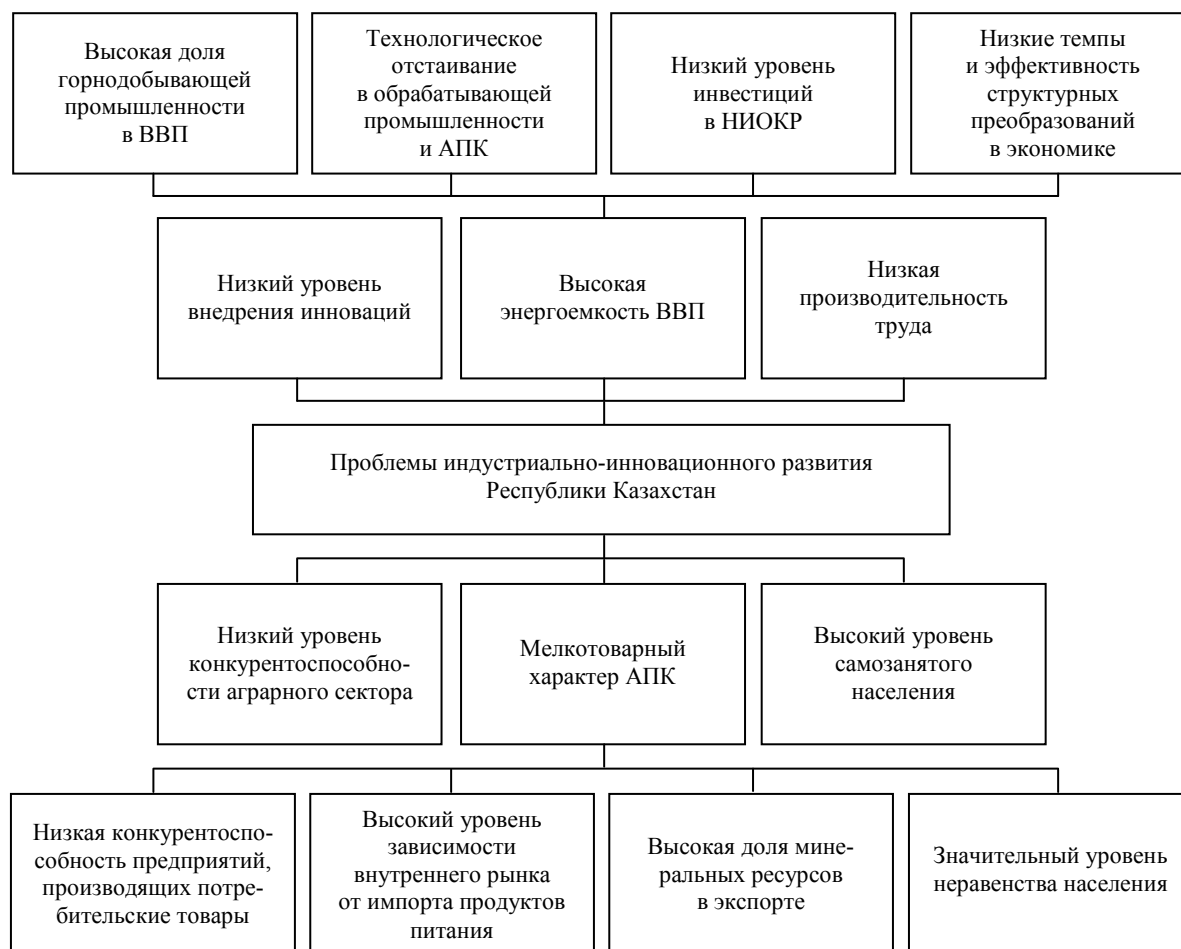 Высокая доля
горнодобывающей
промышленности
в ВВП
Технологическое
отстаивание
в обрабатывающей
промышленности
и АПК
Низкий уровень
инвестиций
в НИОКР
Низкие темпы
и эффективность
структурных
преобразований
в экономике
Низкий уровень
внедрения инноваций
Высокая
энергоемкость ВВП
Низкая
производительность
труда
Проблемы индустриально-инновационного развития
Республики Казахстан
Низкий уровень
конкурентоспособно-
сти аграрного сектора
Мелкотоварный
характер АПК
Высокий уровень
самозанятого
населения
Низкая конкурентоспо-
собность предприятий,
производящих потре-
бительские товары
Высокий уровень
зависимости
внутреннего рынка
от импорта продуктов
питания
Высокая доля мине-
ральных ресурсов
в экспорте
Значительный уровень
неравенства населения